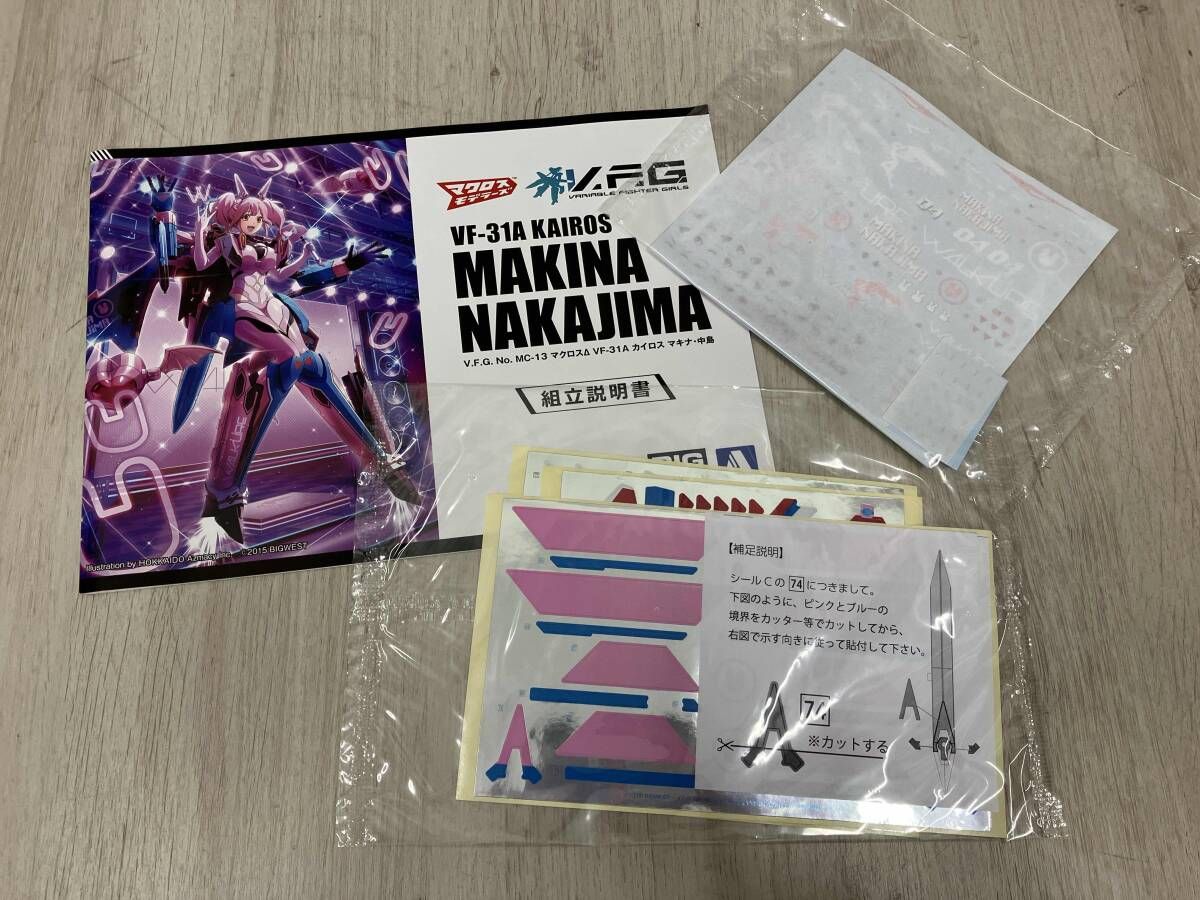 マクロス
モデラーズ
V.F.G
VARIABLE FIGHTER GIRLS
VF-31A KAIROS
MAKINA
NAKAJIMA
V.F.G. No. MC-13 マクロスΔ VF-31A カイロス マキナ・中島
組立説明書
Illustration by HOKKAIDO Azmacy Inc. ©2015 BIGWEST
【補足説明】
シールCの 74 につきまして。
下図のように、ピンクとブルーの
境界をカッター等でカットしてから、
右図で示す向きに従って貼付して下さい。
74
※カットする
MAKINA
NAKAJIMA